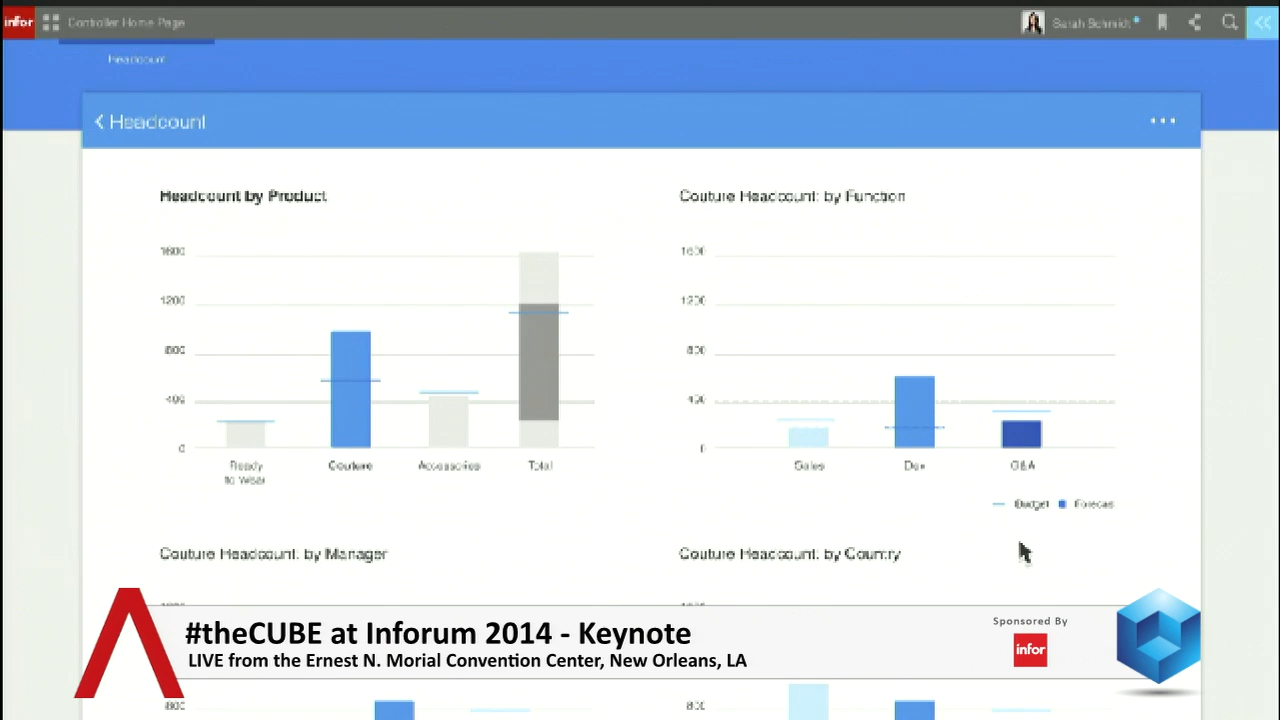 infor
Controller Home Page
Sarah Schmidt
Headcount
Headcount
Headcount by Product
1600
1200
800
400
0
Ready
to Wear
Couture
Accessories
Total
Couture Headcount: by Function
1600
1200
800
400
0
Sales
Dev
G&A
Budget
Forecast
Couture Headcount: by Manager
Couture Headcount: by Country
#theCUBE at Inforum 2014 - Keynote
LIVE from the Ernest N. Morial Convention Center, New Orleans, LA
Sponsored By
infor
800
800